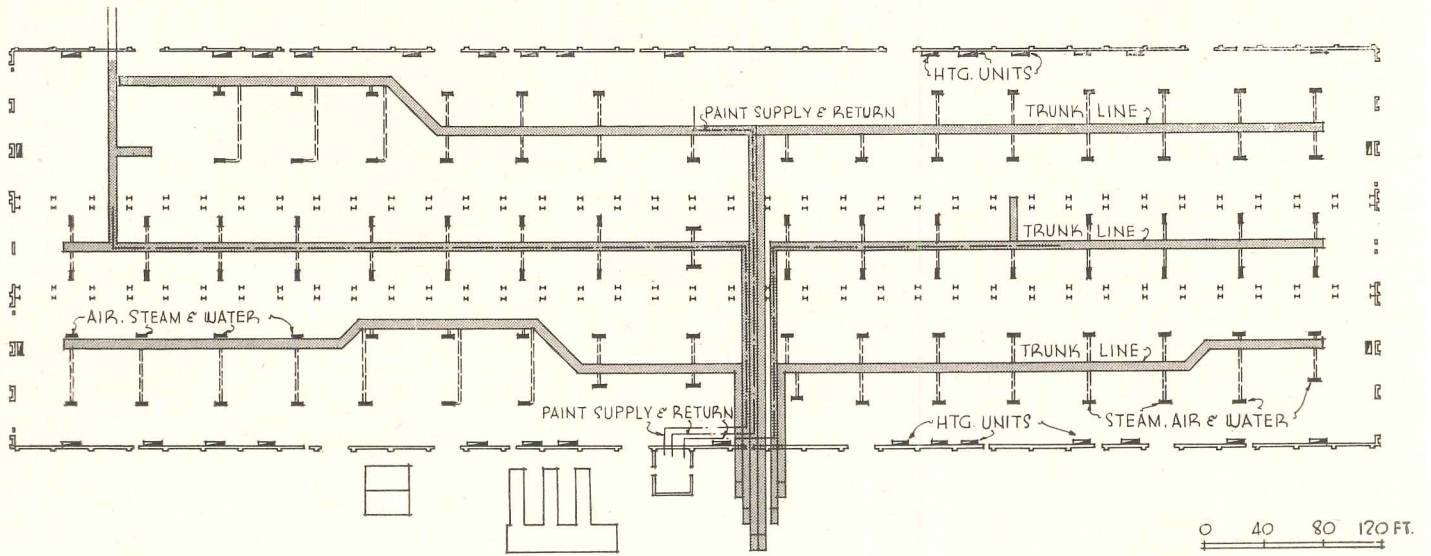 HTG. UNITS
PAINT SUPPLY & RETURN
TRUNK LINE
TRUNK LINE
AIR. STEAM & WATER
TRUNK LINE
PAINT SUPPLY & RETURN
HTG. UNITS
STEAM, AIR & WATER
0 40 80 120 FT.